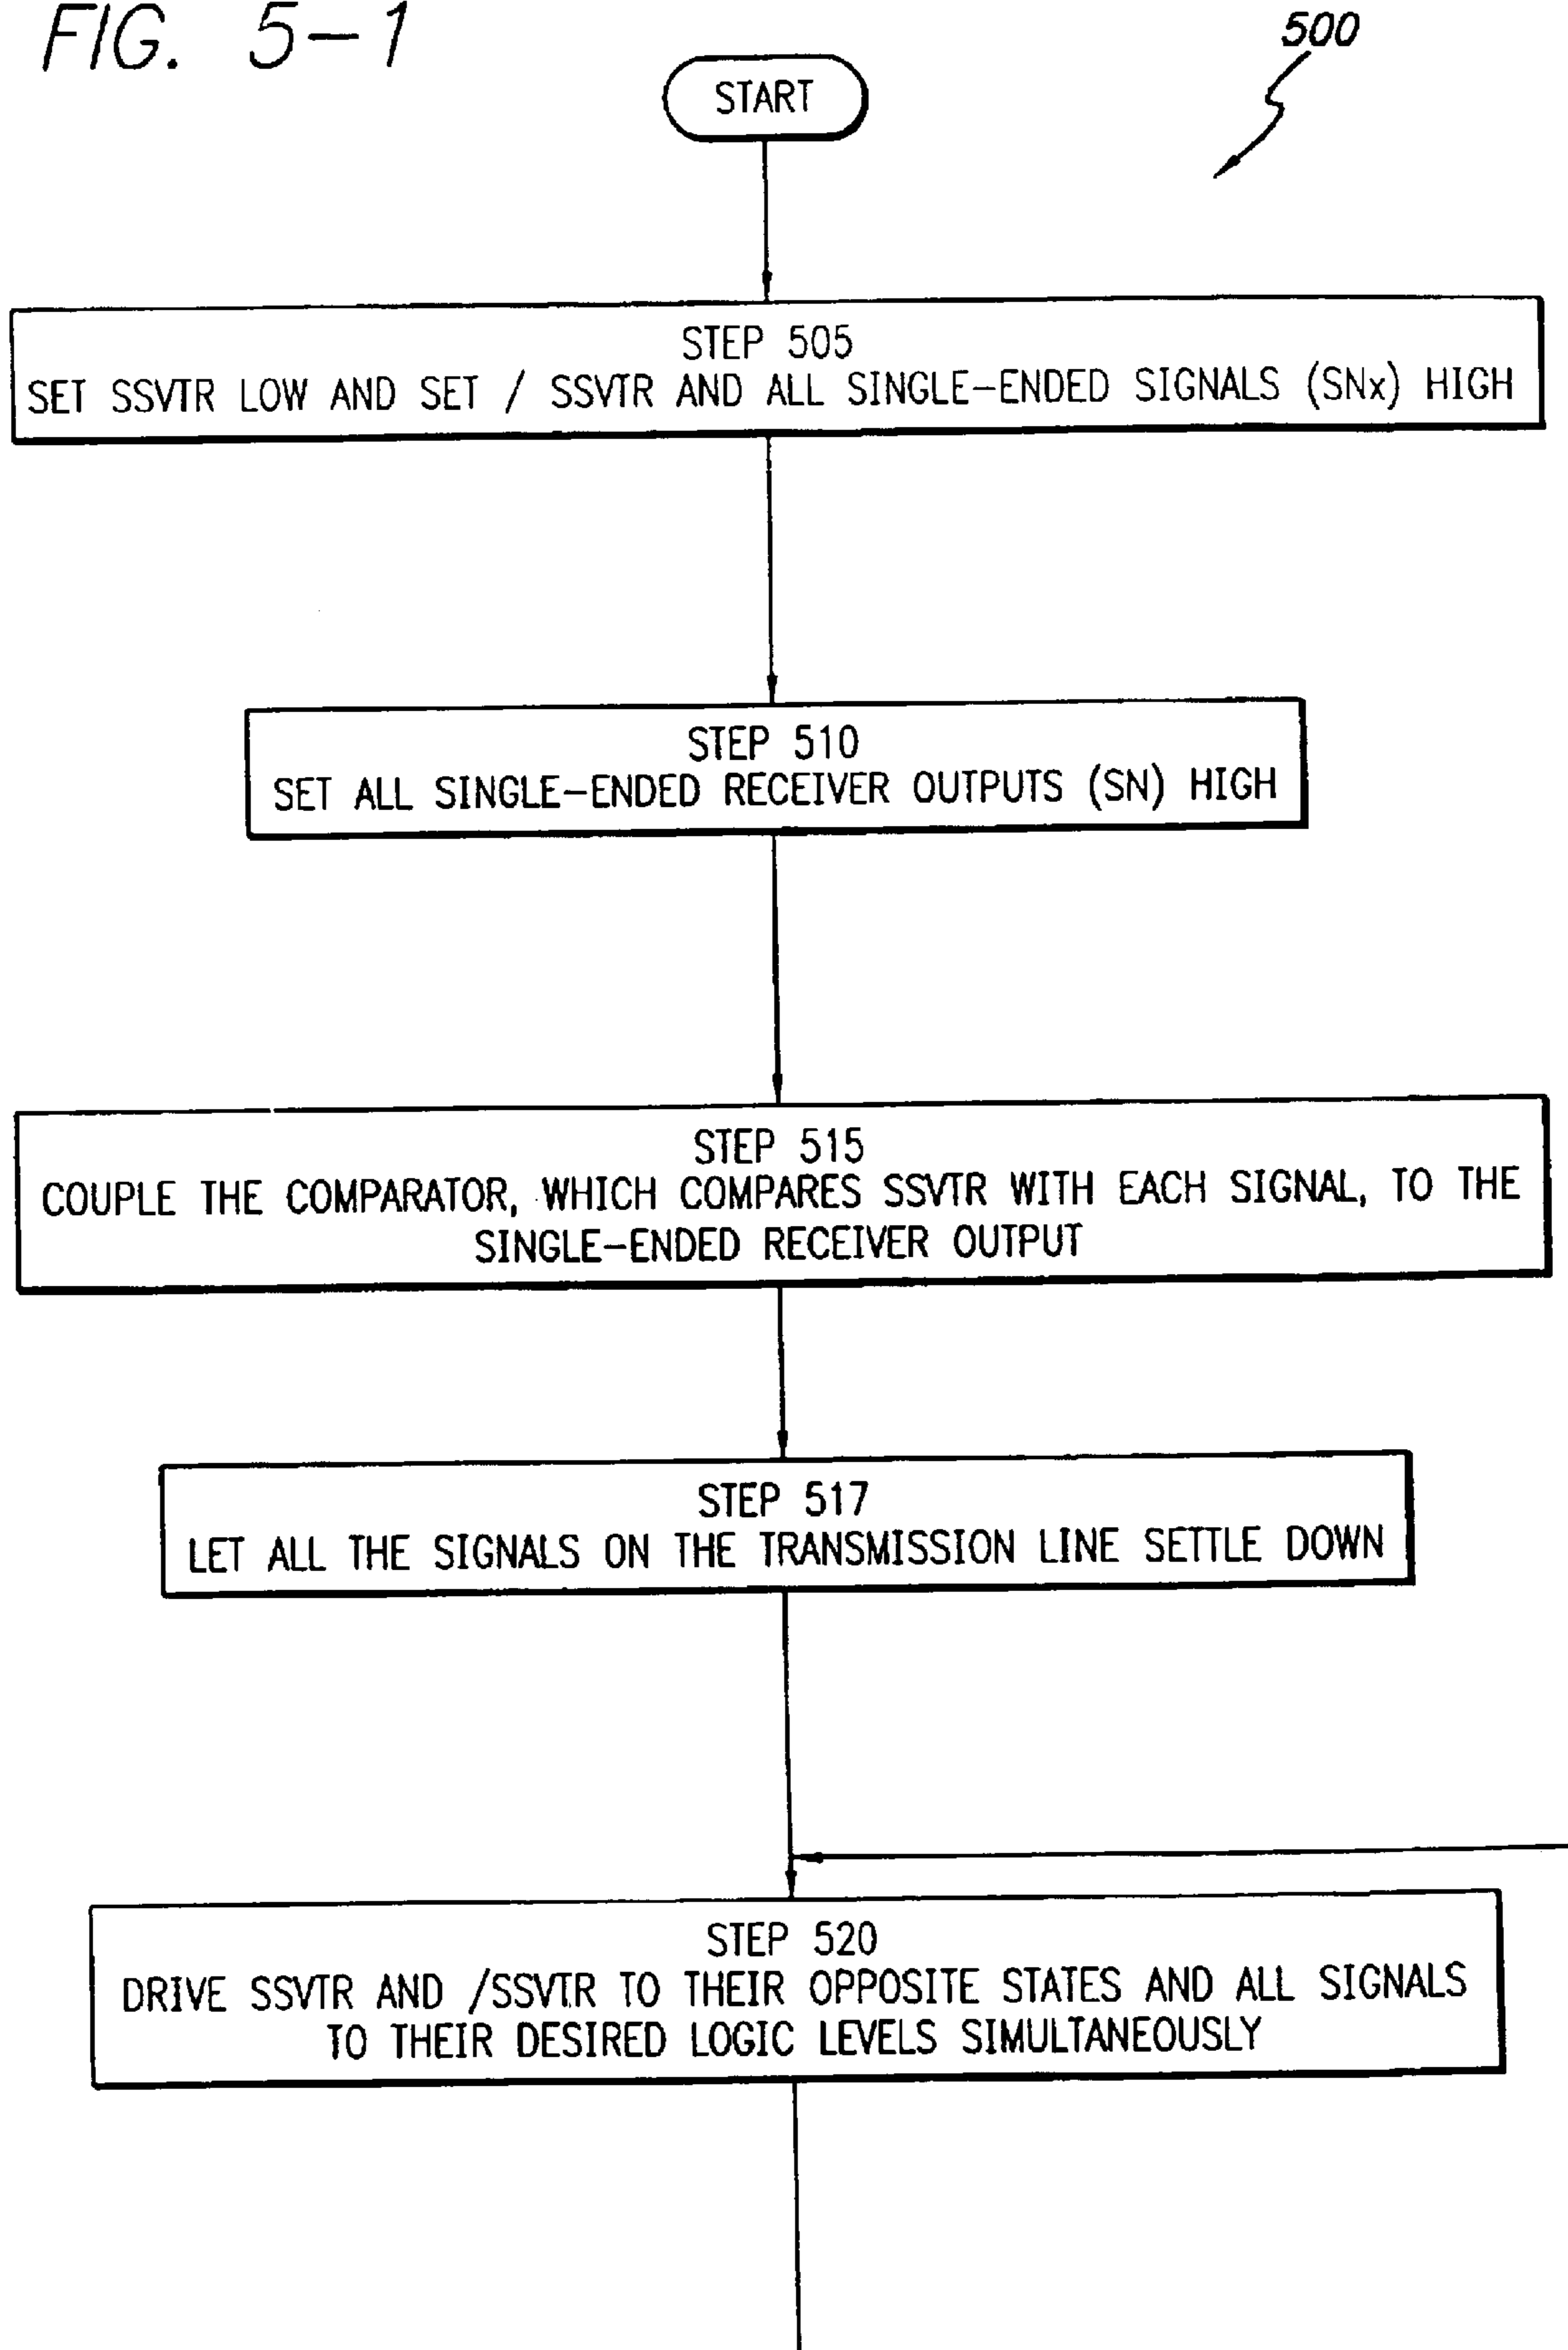 FIG. 5-1
500
START
STEP 505
SET SSVTR LOW AND SET / SSVTR AND ALL SINGLE-ENDED SIGNALS (SNx) HIGH
STEP 510
SET ALL SINGLE-ENDED RECEIVER OUTPUTS (SN) HIGH
STEP 515
COUPLE THE COMPARATOR, WHICH COMPARES SSVTR WITH EACH SIGNAL, TO THE
SINGLE-ENDED RECEIVER OUTPUT
STEP 517
LET ALL THE SIGNALS ON THE TRANSMISSION LINE SETTLE DOWN
STEP 520
DRIVE SSVTR AND /SSVTR TO THEIR OPPOSITE STATES AND ALL SIGNALS
TO THEIR DESIRED LOGIC LEVELS SIMULTANEOUSLY